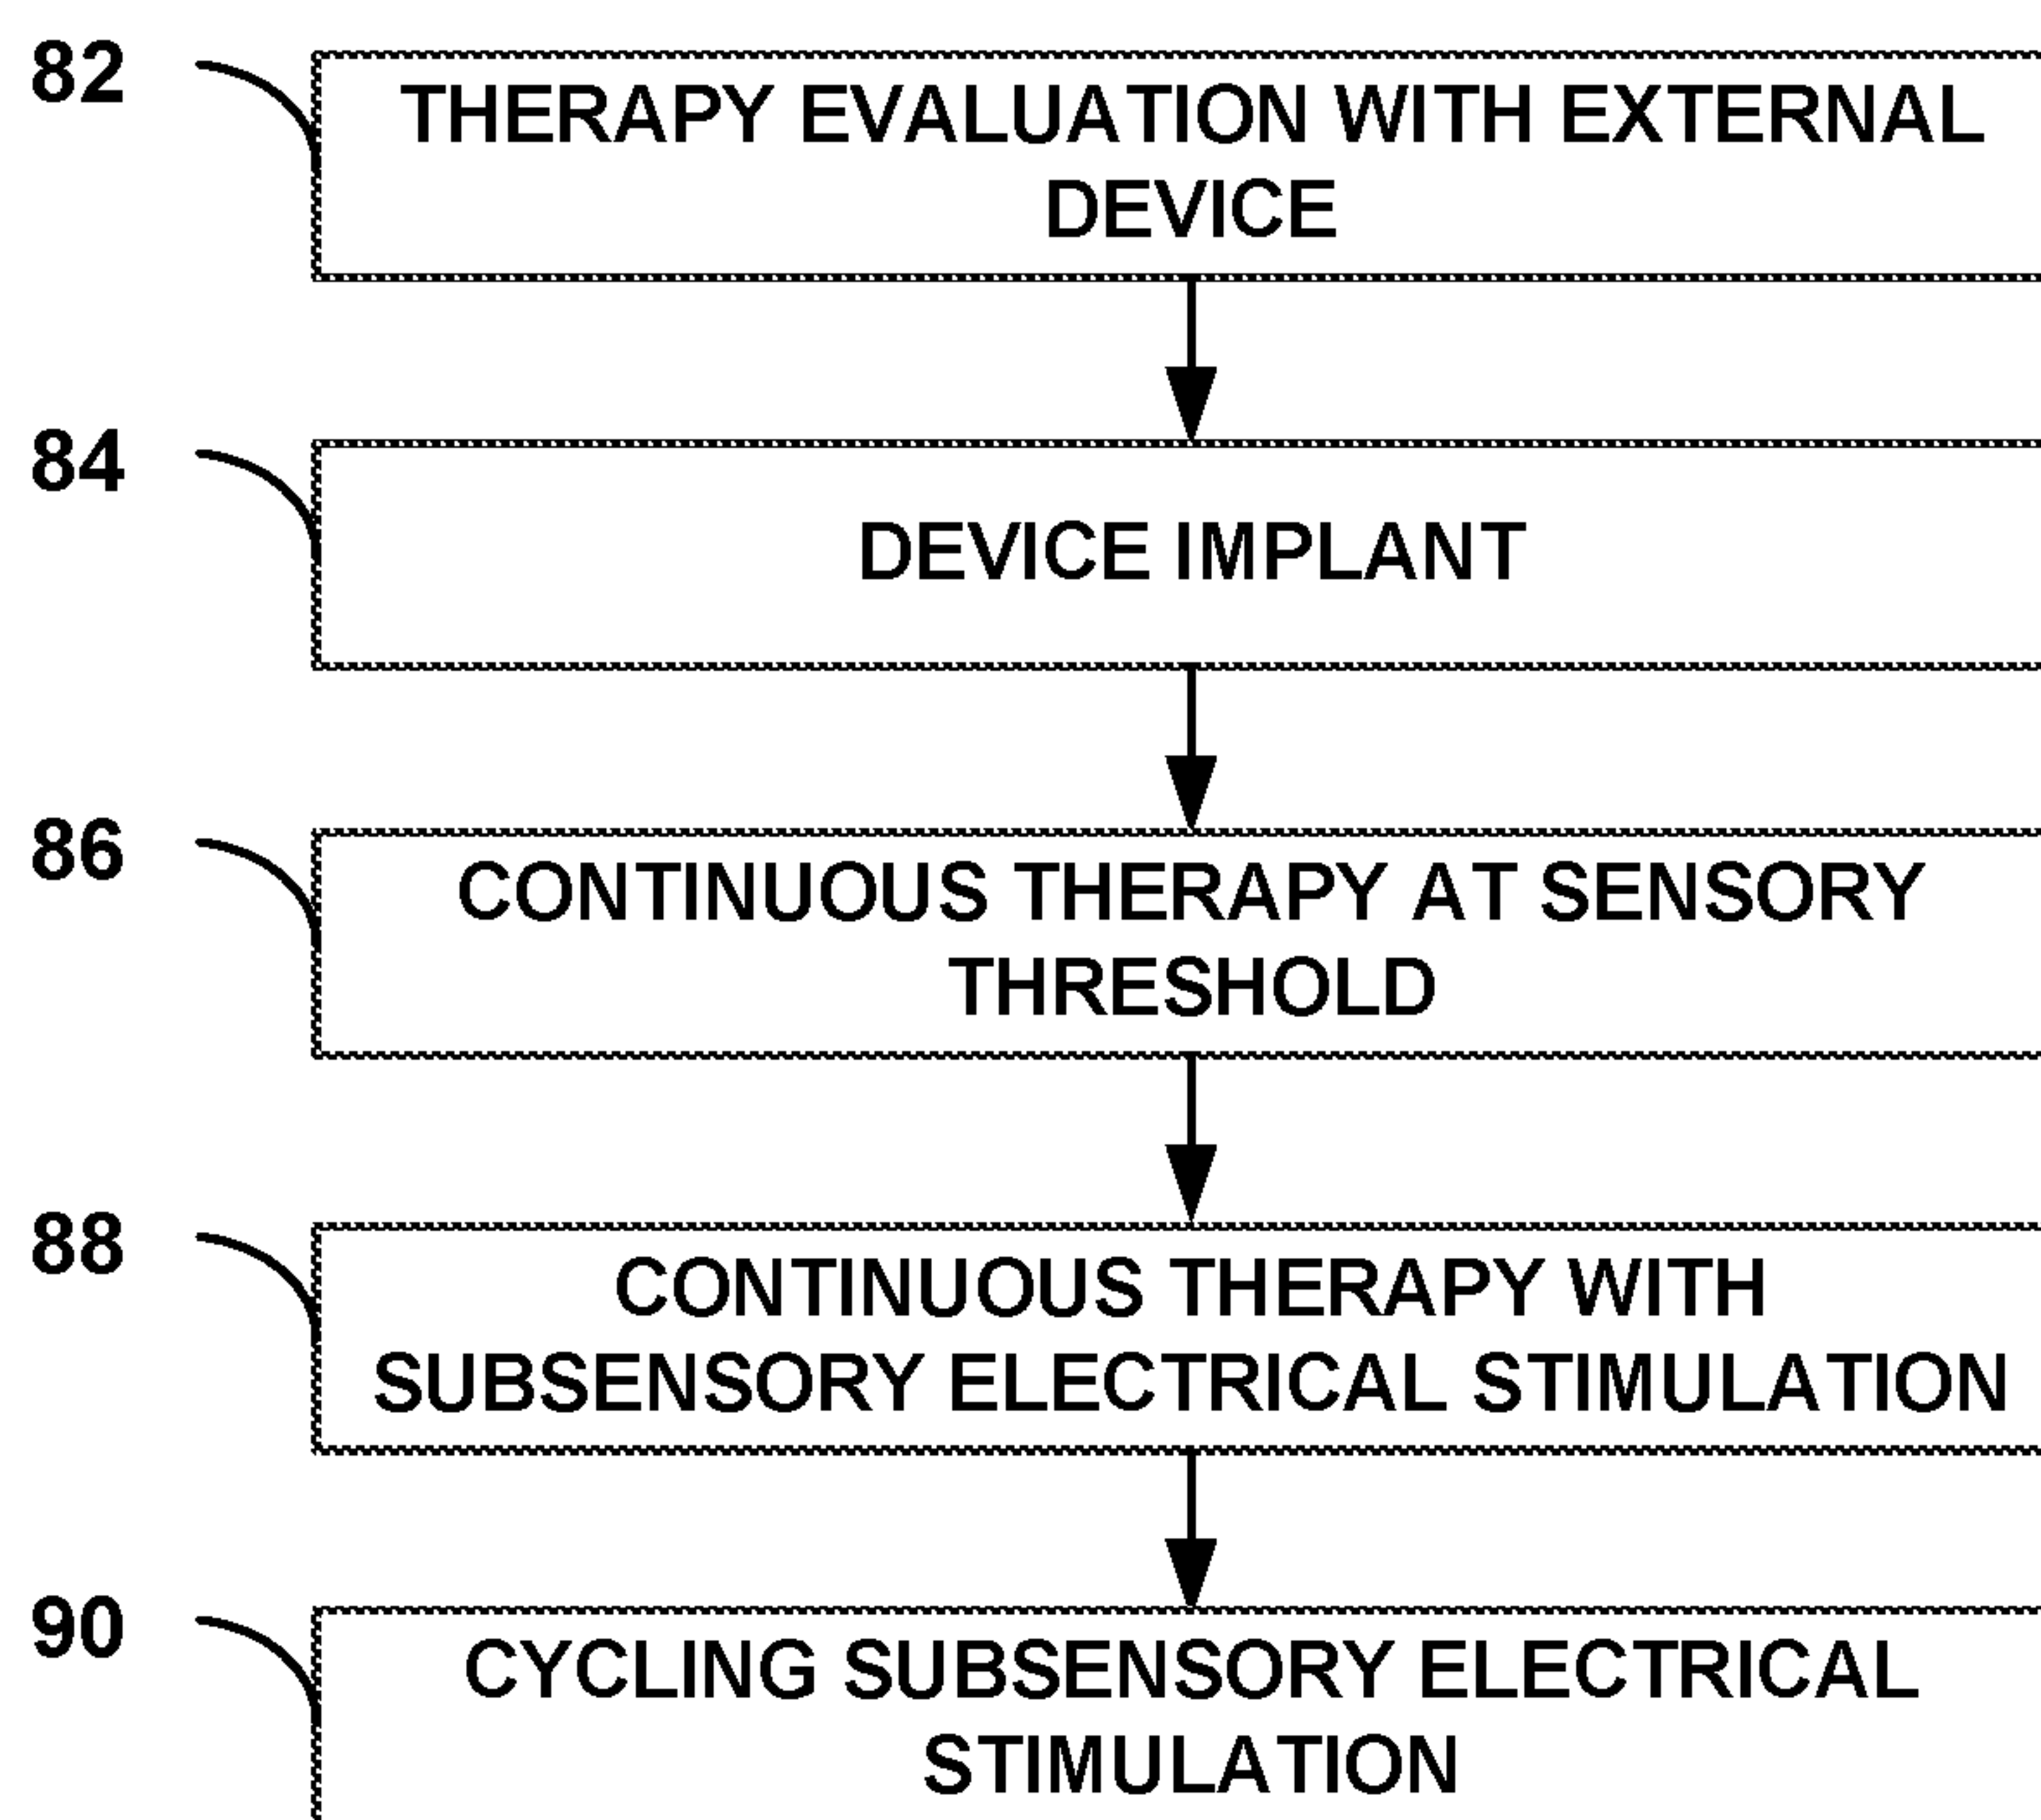 82
THERAPY EVALUATION WITH EXTERNAL
DEVICE
84
DEVICE IMPLANT
86
CONTINUOUS THERAPY AT SENSORY
THRESHOLD
88
CONTINUOUS THERAPY WITH
SUBSENSORY ELECTRICAL STIMULATION
90
CYCLING SUBSENSORY ELECTRICAL
STIMULATION